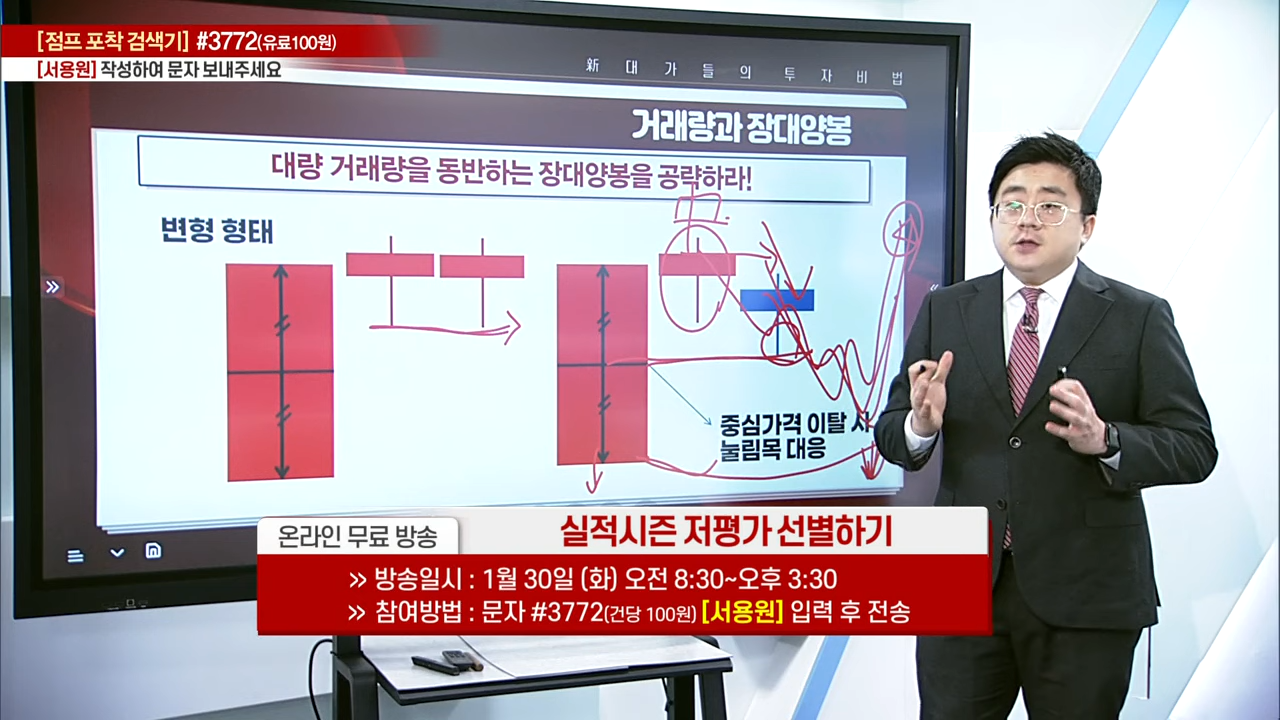 [점프 포착 검색기] #3772(유료100원)
[서용원] 작성하여 문자 보내주세요
新 대 가 들 의 투 자 비 법
거래량과 장대양봉
대량 거래량을 동반하는 장대양봉을 공략하라!
변형 형태
중심가격 이탈 시
눌림목 대응
온라인 무료 방송
실적시즌 저평가 선별하기
» 방송일시 : 1월 30일 (화) 오전 8:30~오후 3:30
» 참여방법 : 문자 #3772(건당 100원) [서용원] 입력 후 전송